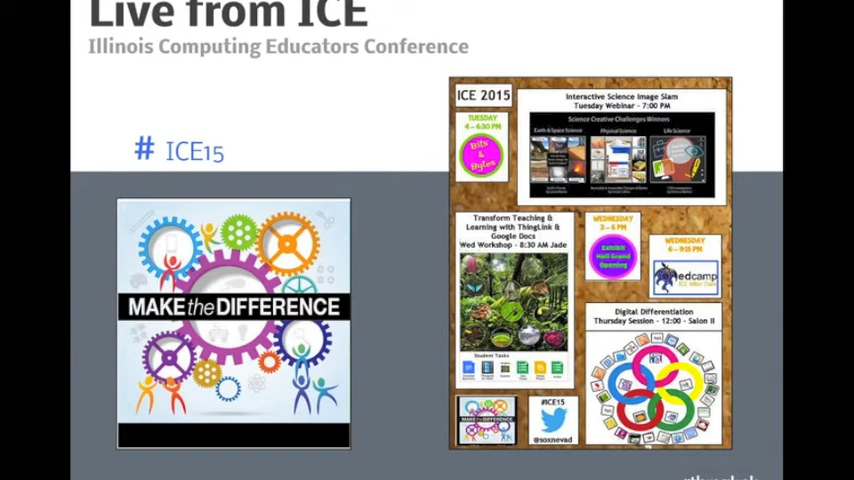 Live from ICE
Illinois Computing Educators Conference
# ICE15
MAKE the DIFFERENCE
ICE 2015
Interactive Science Image Slam
Tuesday Webinar - 7:00 PM
Science Creative Challenges Winners
Earth & Space Science
Physical Science
Life Science
TUESDAY
4 - 6:30 PM
Bits
&
Bytes
Transform Teaching &
Learning with ThingLink &
Google Docs
Wed Workshop - 8:30 AM Jade
Student Tasks
WEDNESDAY
3 - 6 PM
Exhibit
Hall Grand
Opening
WEDNESDAY
6 - 9:15 PM
edcamp
Digital Differentiation
Thursday Session - 12:00 - Salon II
MAKE the DIFFERENCE
#ICE15
@soxnevad